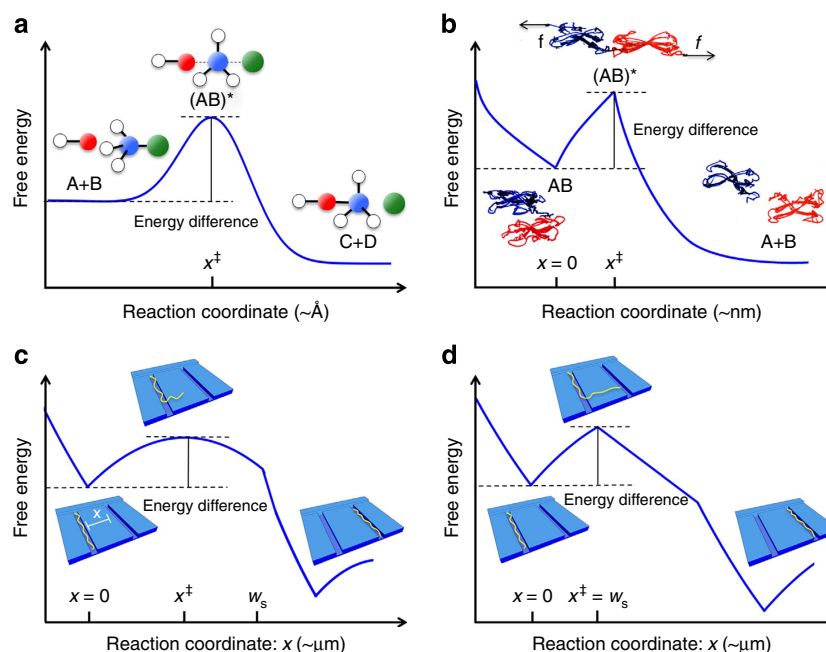 a
Free energy
A+B
(AB)*
Energy difference
C+D
x‡
Reaction coordinate (~Å)
b
Free energy
f
f
(AB)*
Energy difference
AB
A+B
x = 0
x‡
Reaction coordinate (~nm)
c
Free energy
Energy difference
x
x = 0
x‡
wₛ
Reaction coordinate: x (~μm)
d
Free energy
Energy difference
x = 0
x‡ = wₛ
Reaction coordinate: x (~μm)